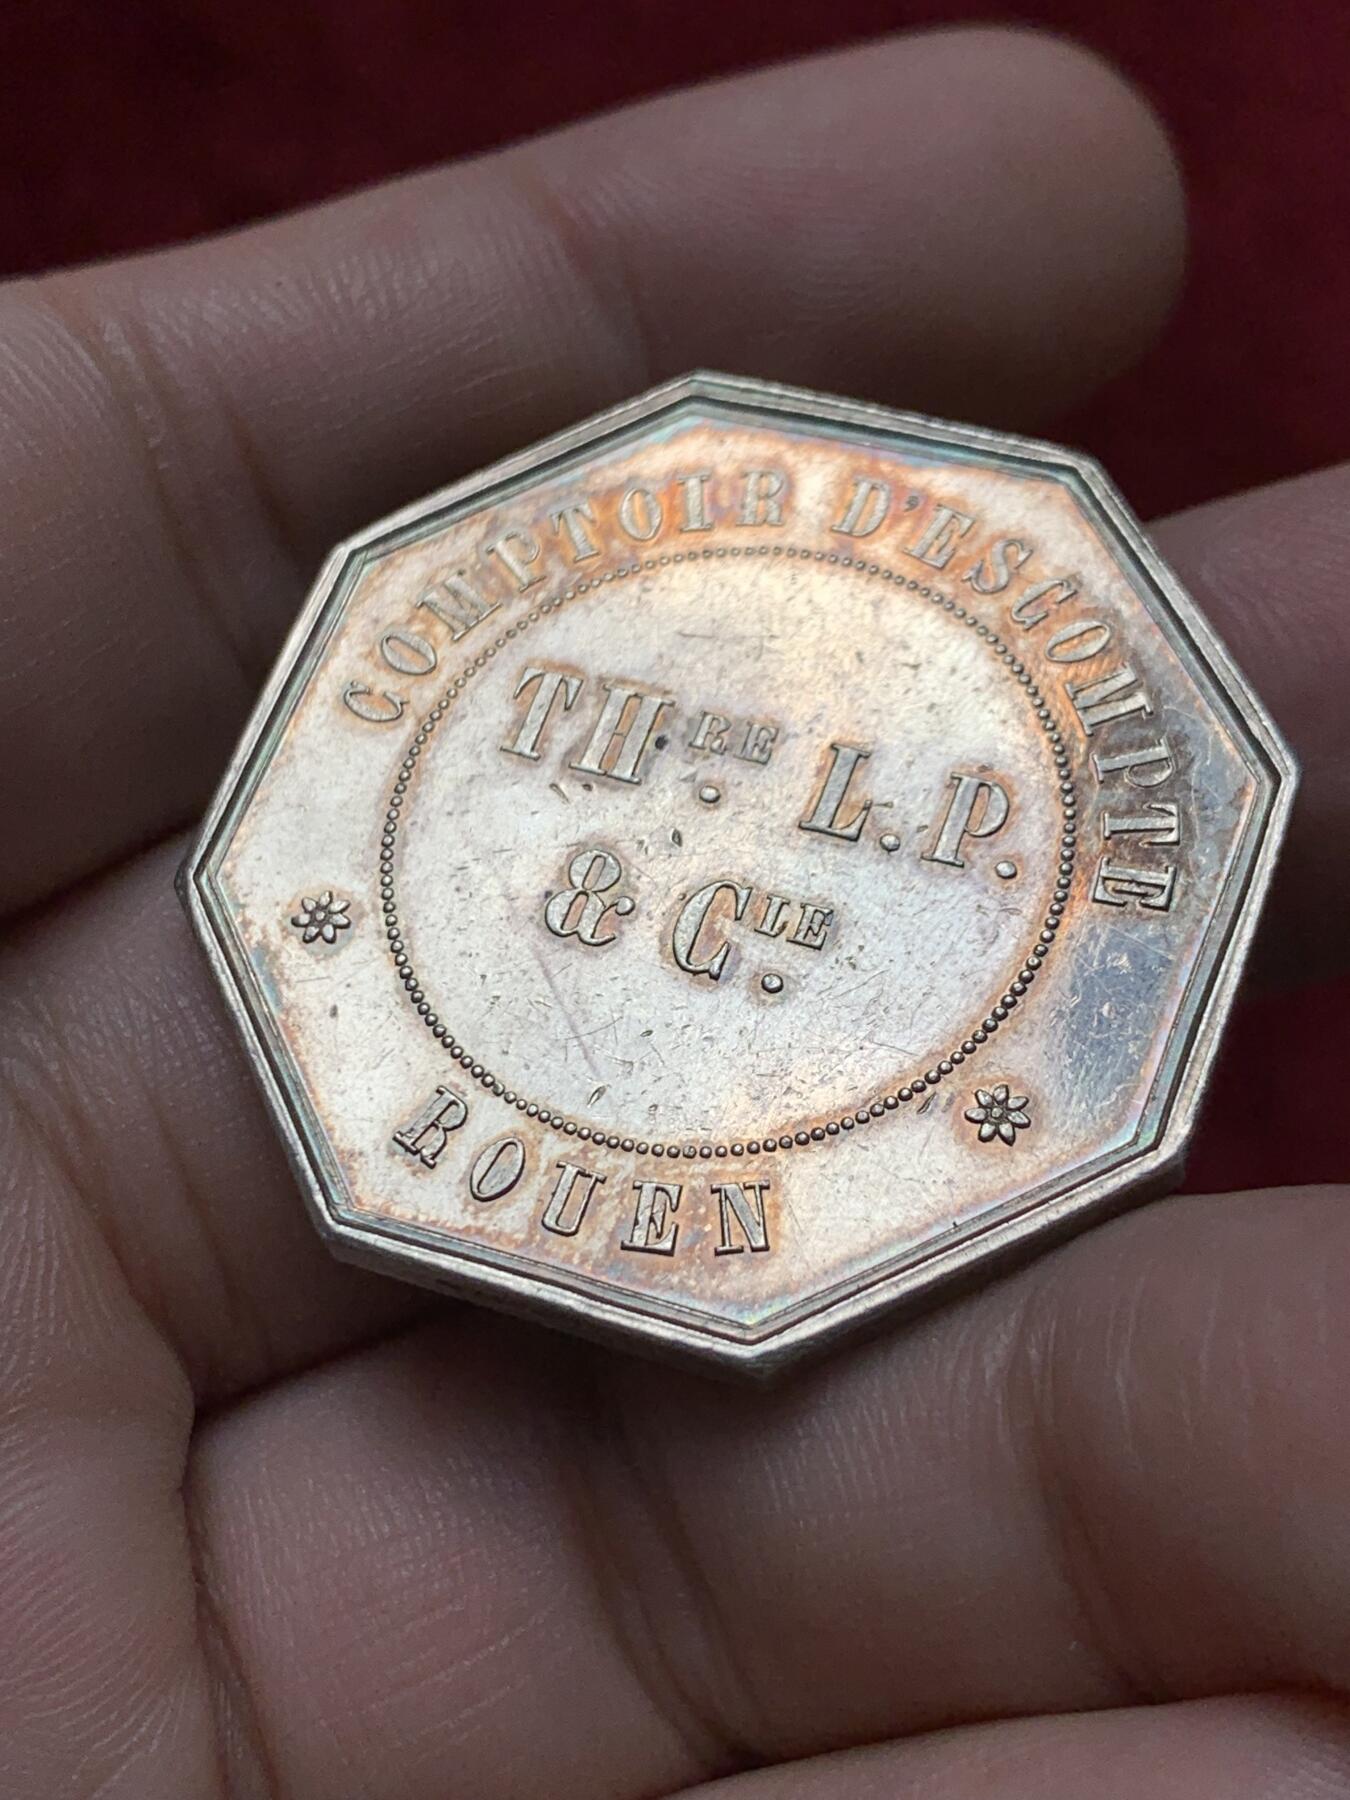 COMPTOIR D'ESCOMPTE
THRE. L.P.
& CIE.
ROUEN